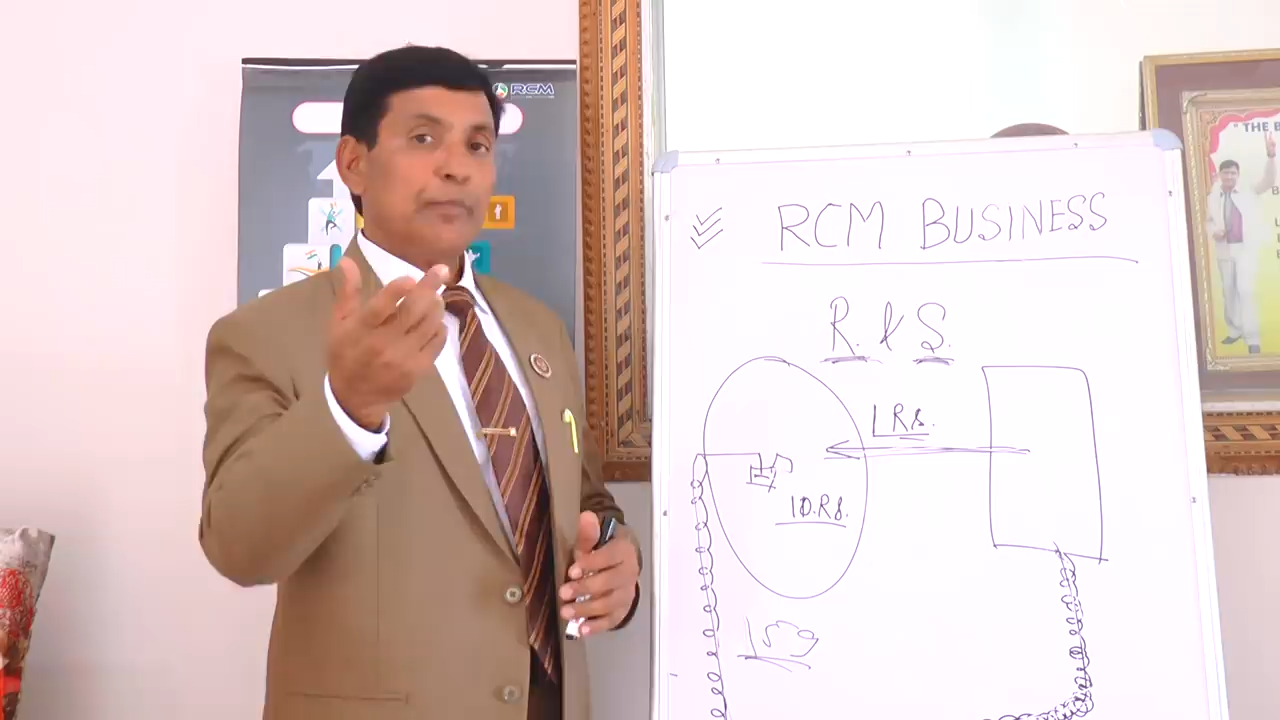 RCM
RCM BUSINESS
R. & S.
1 RS.
10.RS.
"THE B